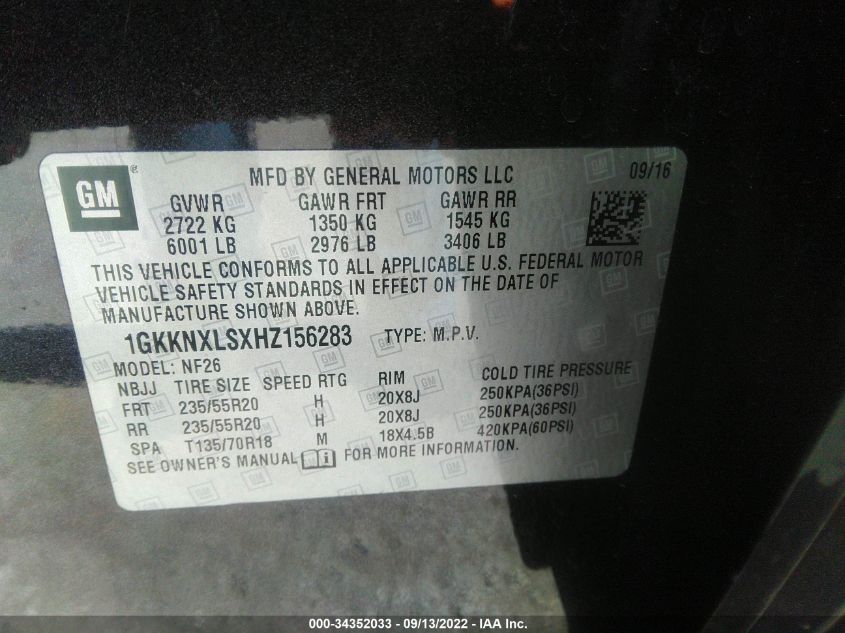 GM ®
MFD BY GENERAL MOTORS LLC 09/16
GVWR GAWR FRT GAWR RR
2722 KG 1350 KG 1545 KG
6001 LB 2976 LB 3406 LB
THIS VEHICLE CONFORMS TO ALL APPLICABLE U.S. FEDERAL MOTOR
VEHICLE SAFETY STANDARDS IN EFFECT ON THE DATE OF
MANUFACTURE SHOWN ABOVE.
1GKKNXLSXHZ156283 TYPE: M.P.V.
MODEL: NF26
NBJJ TIRE SIZE SPEED RTG RIM COLD TIRE PRESSURE
FRT 235/55R20 H 20X8J 250KPA(36PSI)
RR 235/55R20 H 20X8J 250KPA(36PSI)
SPA T135/70R18 M 18X4.5B 420KPA(60PSI)
SEE OWNER'S MANUAL FOR MORE INFORMATION.
000-34352033 - 09/13/2022 - IAA Inc.